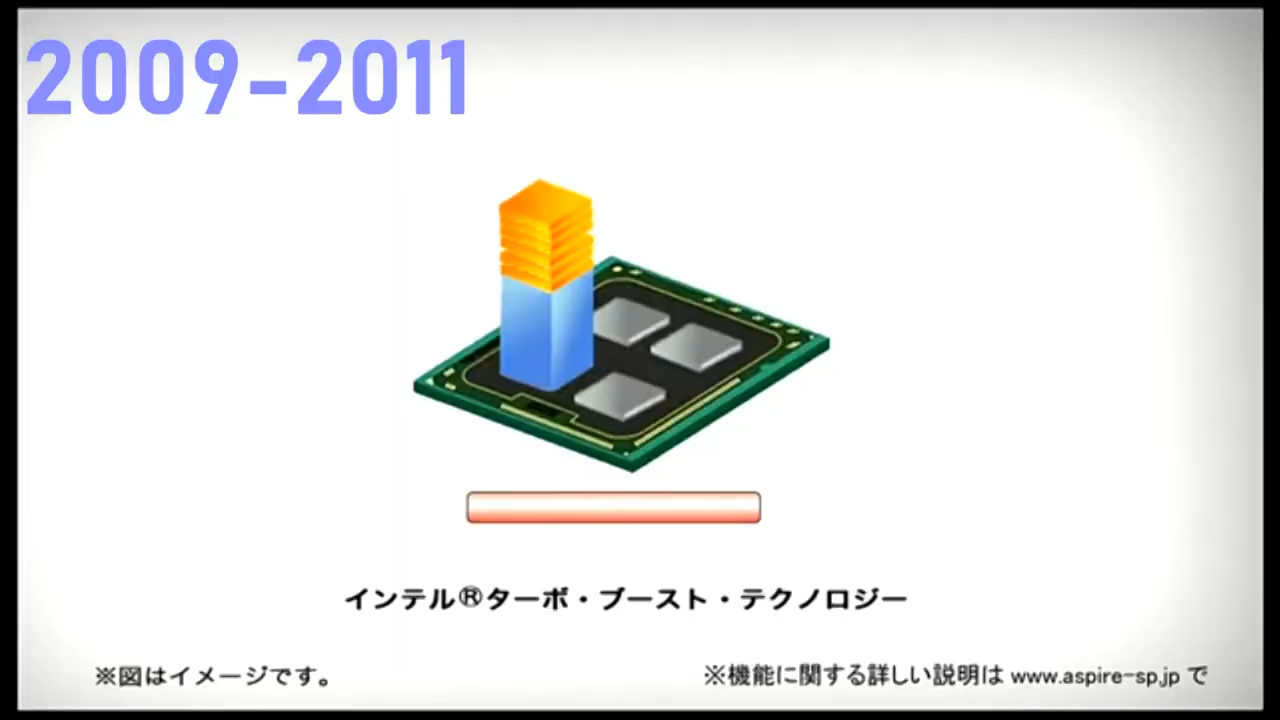 2009-2011
インテル®ターボ・ブースト・テクノロジー
※図はイメージです。
※機能に関する詳しい説明は www.aspire-sp.jp で